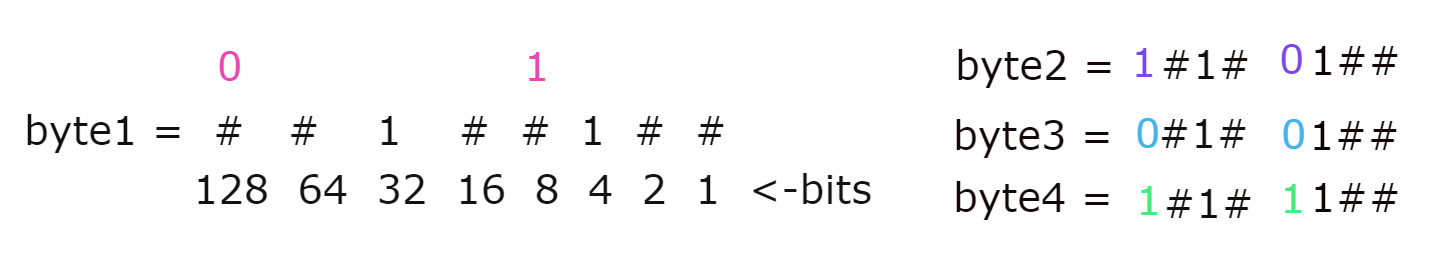 0 1
byte1 = # # 1 # # 1 # #
128 64 32 16 8 4 2 1 <-bits
byte2 = 1#1# 01##
byte3 = 0#1# 01##
byte4 = 1#1# 11##